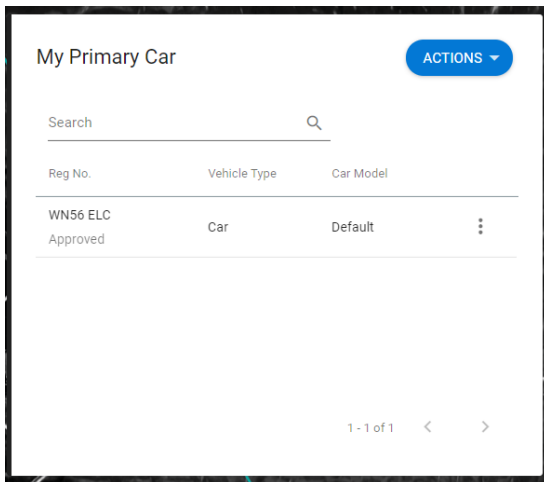 My Primary Car
ACTIONS
Search
Reg No. Vehicle Type Car Model
WN56 ELC
Approved
Car Default
1 - 1 of 1